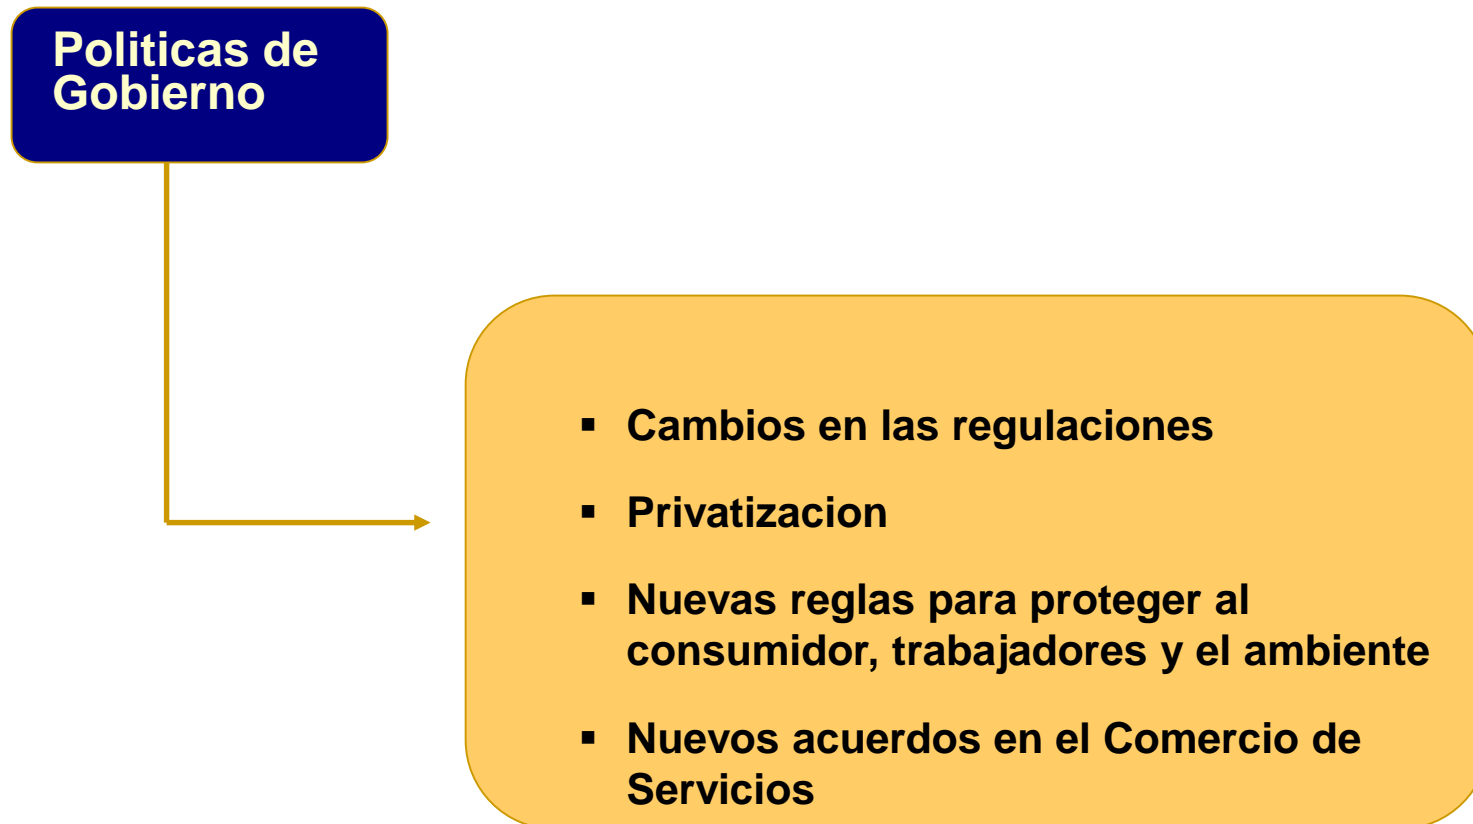 Politicas de
Gobierno
▪ Cambios en las regulaciones
▪ Privatizacion
▪ Nuevas reglas para proteger al
consumidor, trabajadores y el ambiente
▪ Nuevos acuerdos en el Comercio de
Servicios